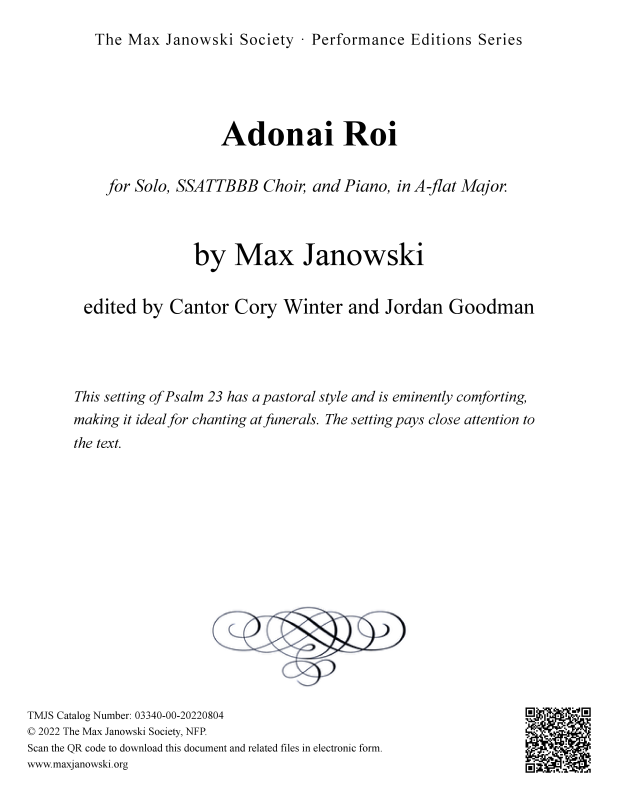 The Max Janowski Society · Performance Editions Series
Adonai Roi
for Solo, SSATTBBB Choir, and Piano, in A-flat Major.
by Max Janowski
edited by Cantor Cory Winter and Jordan Goodman
This setting of Psalm 23 has a pastoral style and is eminently comforting,
making it ideal for chanting at funerals. The setting pays close attention to
the text.
TMJS Catalog Number: 03340-00-20220804
© 2022 The Max Janowski Society, NFP.
Scan the QR code to download this document and related files in electronic form.
www.maxjanowski.org